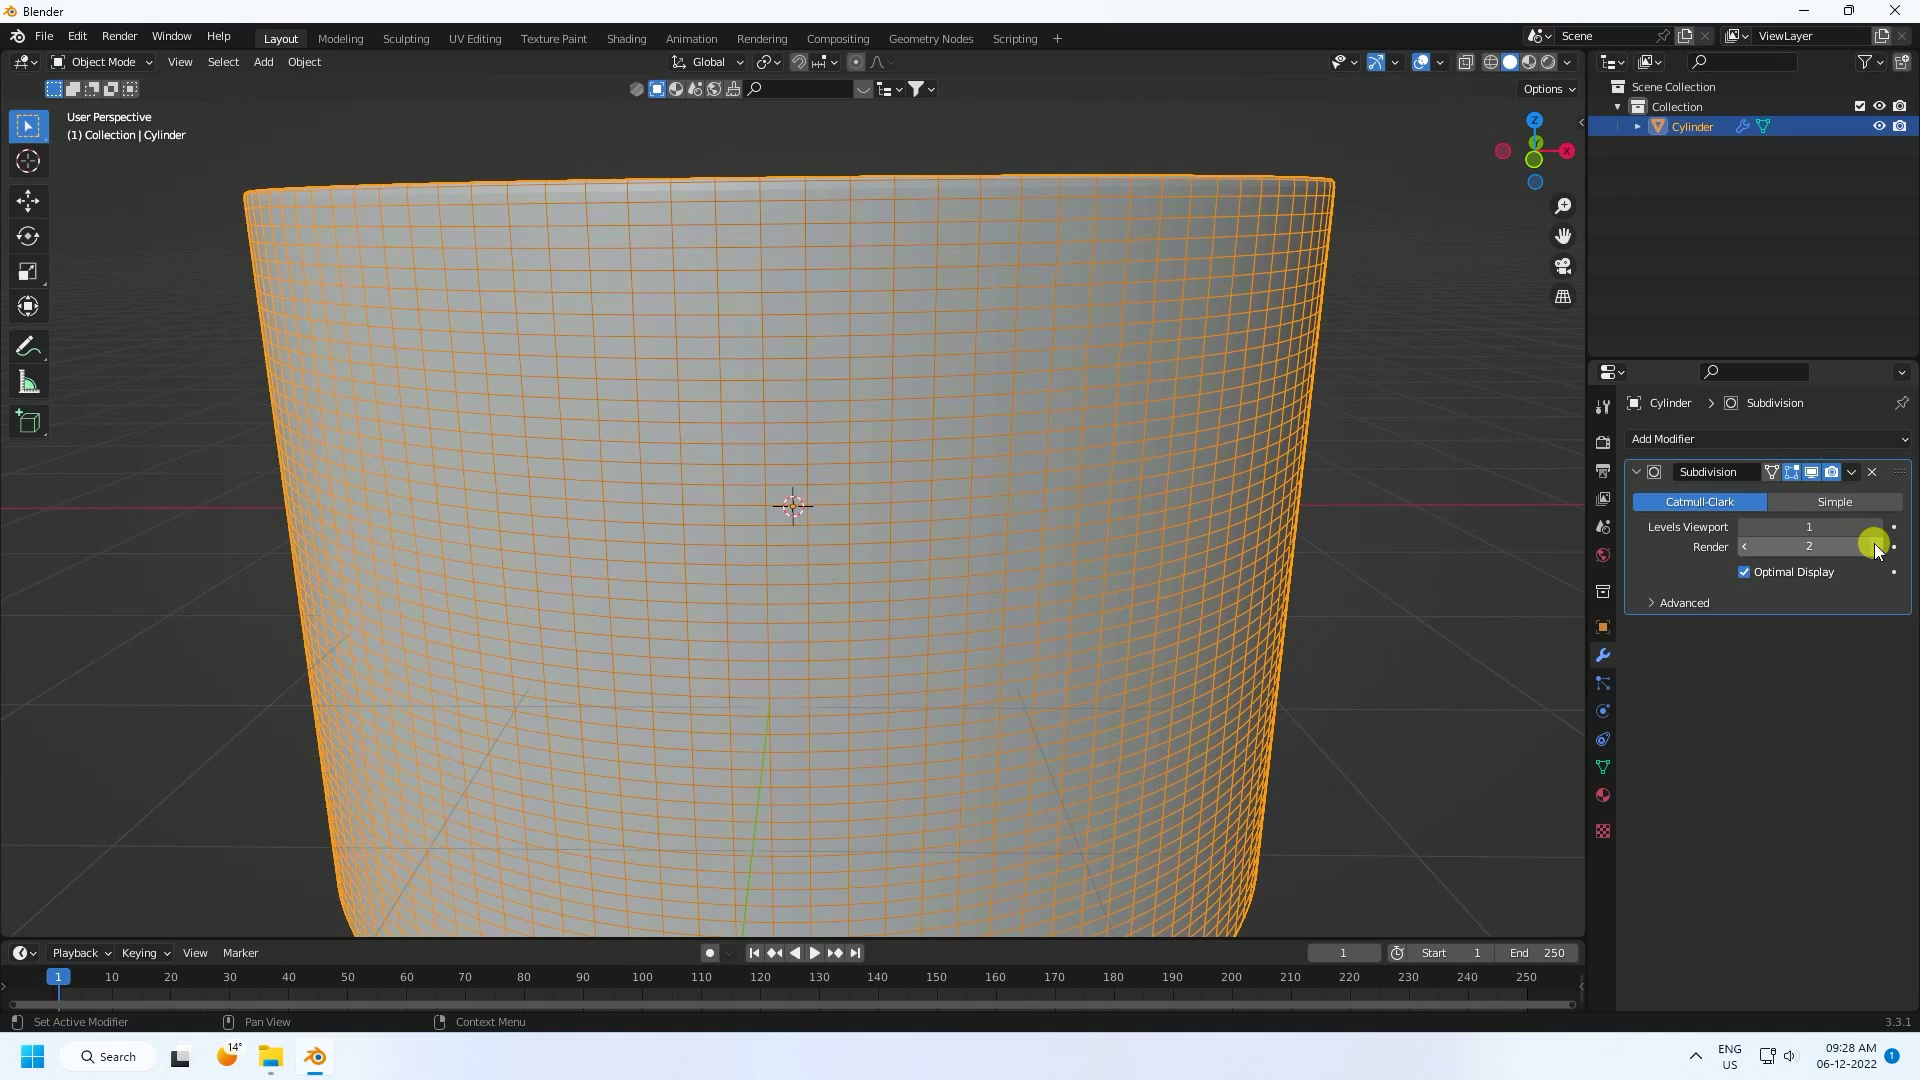 Blender
File Edit Render Window Help Layout Modeling Sculpting UV Editing Texture Paint Shading Animation Rendering Compositing Geometry Nodes Scripting + Scene ViewLayer
Object Mode View Select Add Object Global
Options
User Perspective
(1) Collection | Cylinder
Z
Y
X
Scene Collection
Collection
Cylinder
Cylinder > Subdivision
Add Modifier
Subdivision
Catmull-Clark Simple
Levels Viewport 1
Render 2
Optimal Display
Advanced
Playback Keying View Marker 1 Start 1 End 250
1 10 20 30 40 50 60 70 80 90 100 110 120 130 140 150 160 170 180 190 200 210 220 230 240 250
Set Active Modifier Pan View Context Menu 3.3.1
Search 14° ENG US 09:28 AM 06-12-2022 1